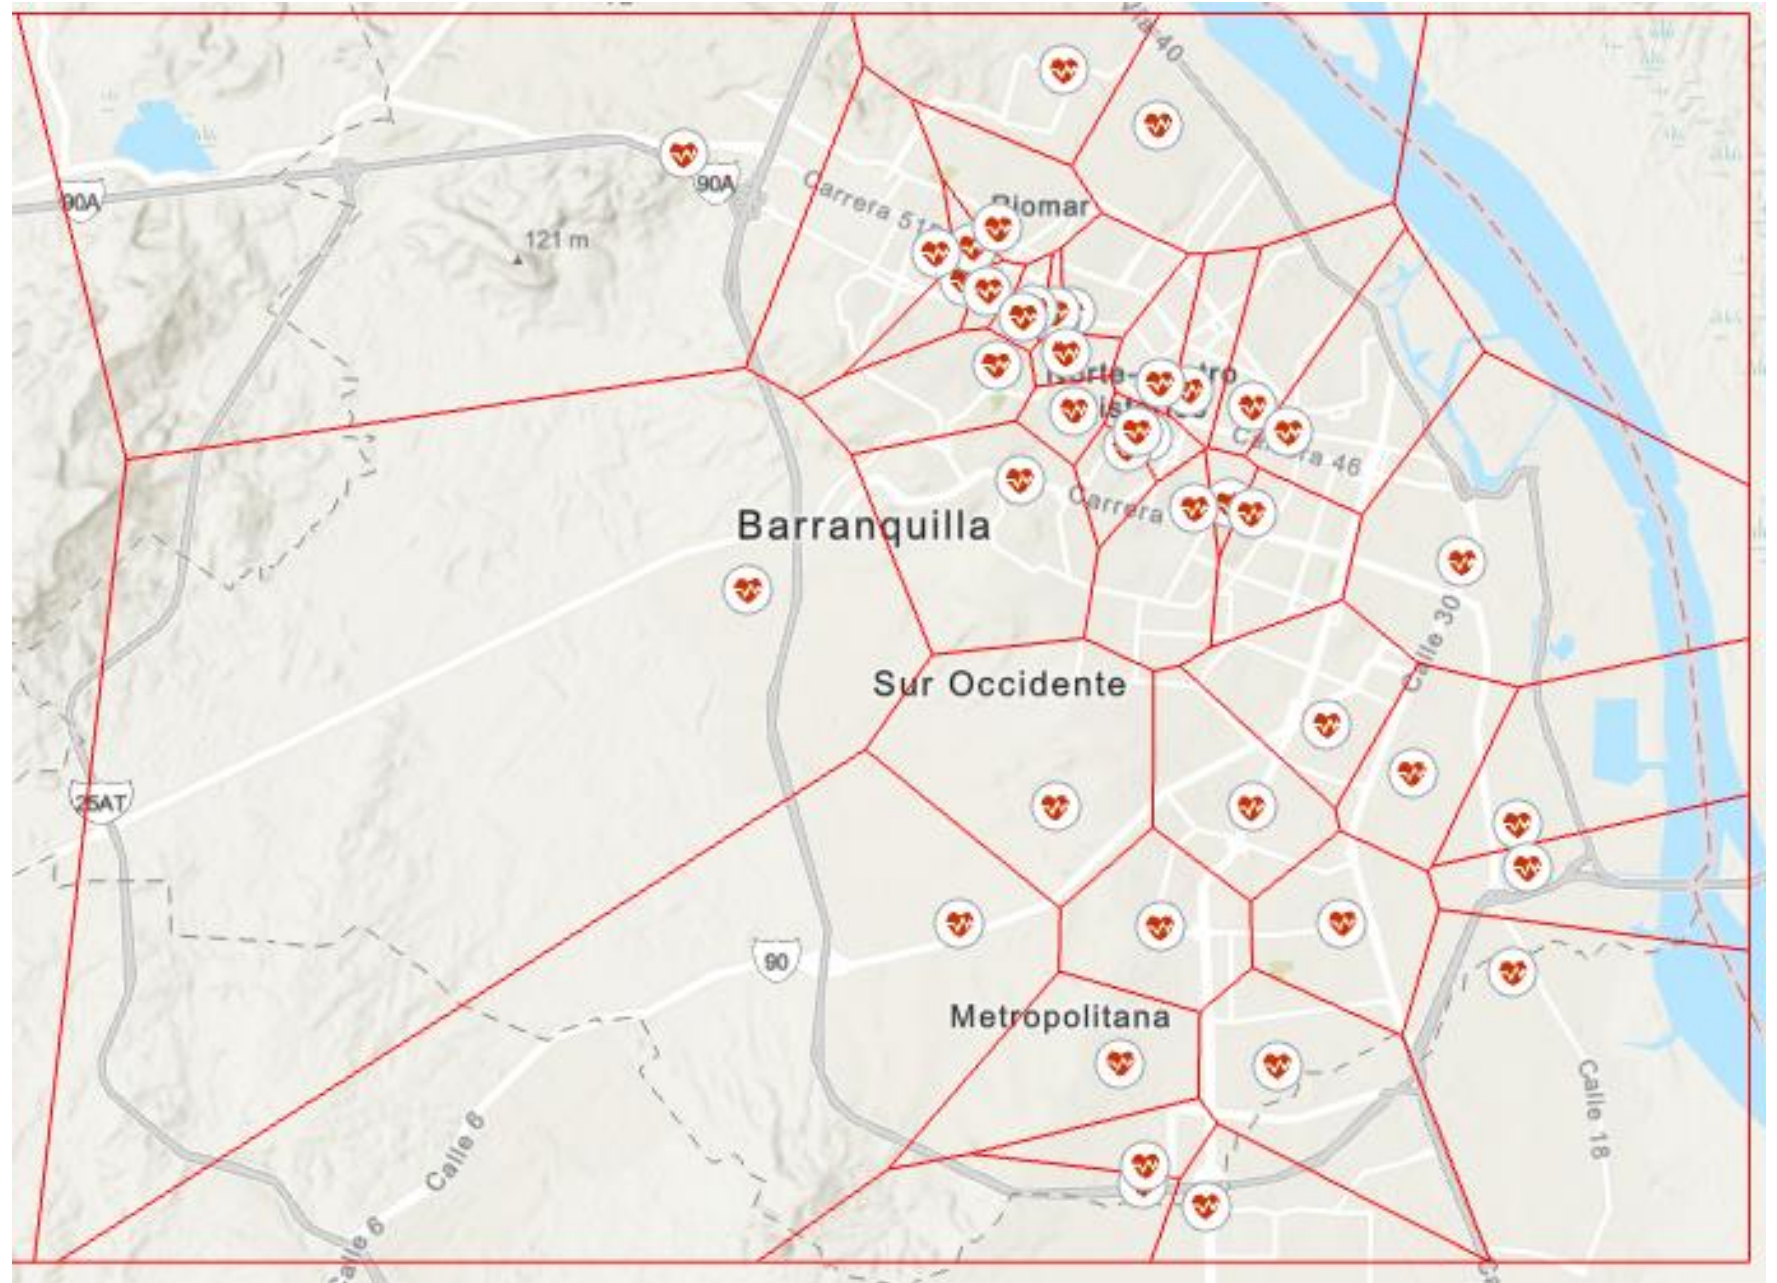 Vía 40
90A
90A
Carrera 51B
Riomar
121 m
Carrera 46
Carrera
Barranquilla
Calle 30
Sur Occidente
25AT
90
Metropolitana
Calle 6
Calle 18
Calle 6